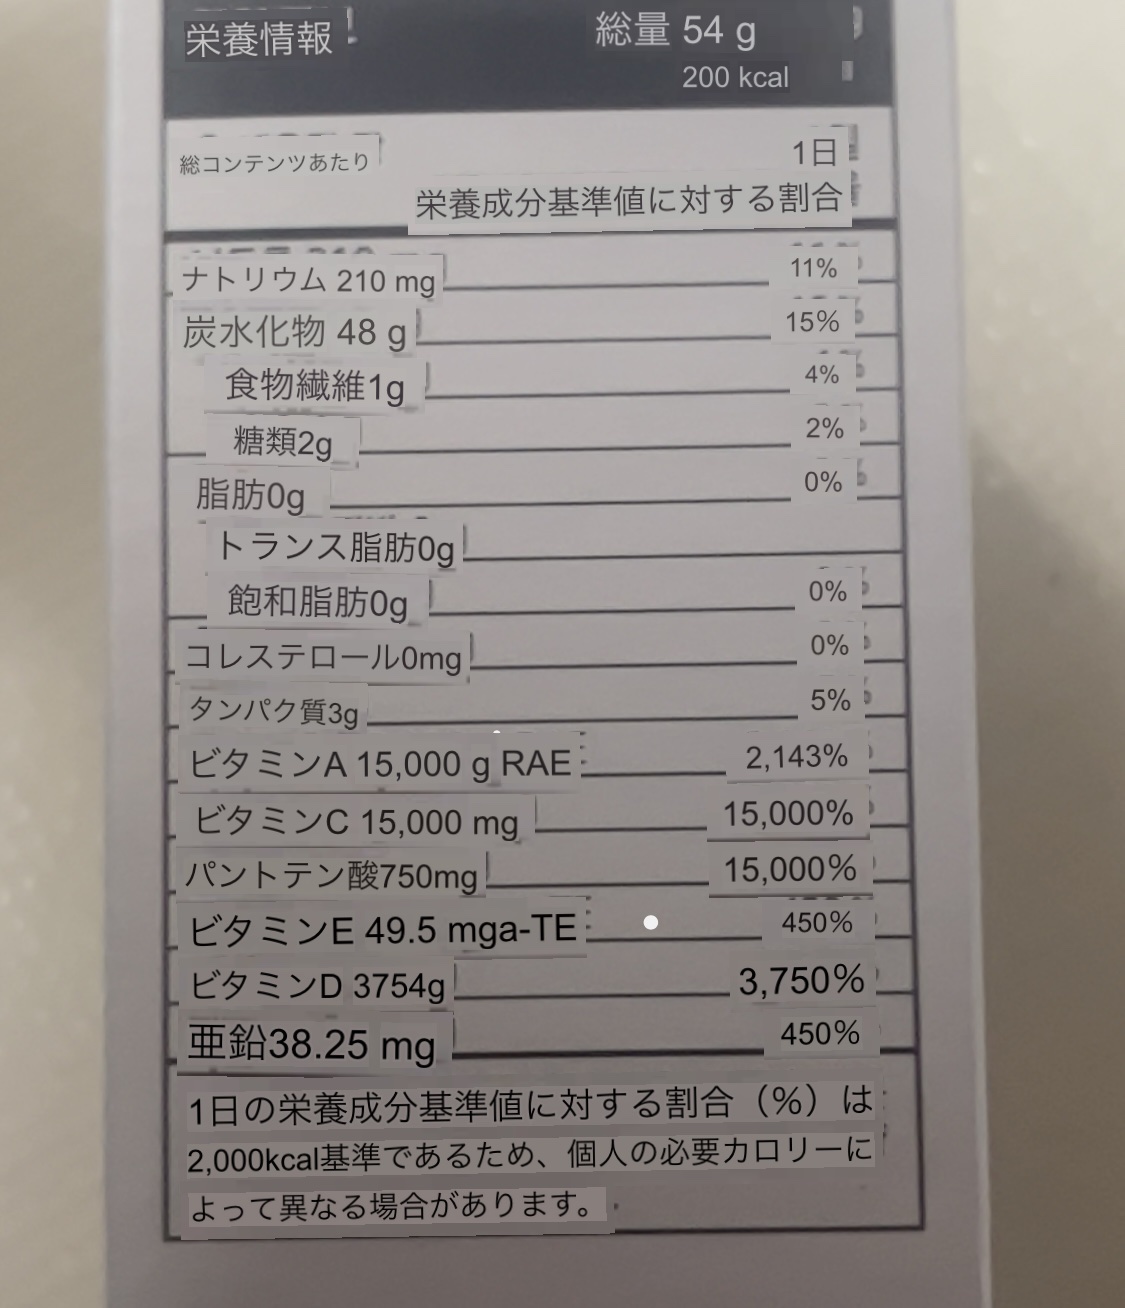 栄養情報
総量 54 g
200 kcal
総コンテンツあたり
1日
栄養成分基準値に対する割合
ナトリウム 210 mg 11%
炭水化物 48 g 15%
食物繊維1g 4%
糖類2g 2%
脂肪0g 0%
トランス脂肪0g
飽和脂肪0g 0%
コレステロール0mg 0%
タンパク質3g 5%
ビタミンA 15,000 g RAE 2,143%
ビタミンC 15,000 mg 15,000%
パントテン酸750mg 15,000%
ビタミンE 49.5 mga-TE 450%
ビタミンD 3754g 3,750%
亜鉛38.25 mg 450%
1日の栄養成分基準値に対する割合（%）は
2,000kcal基準であるため、個人の必要カロリーに
よって異なる場合があります。